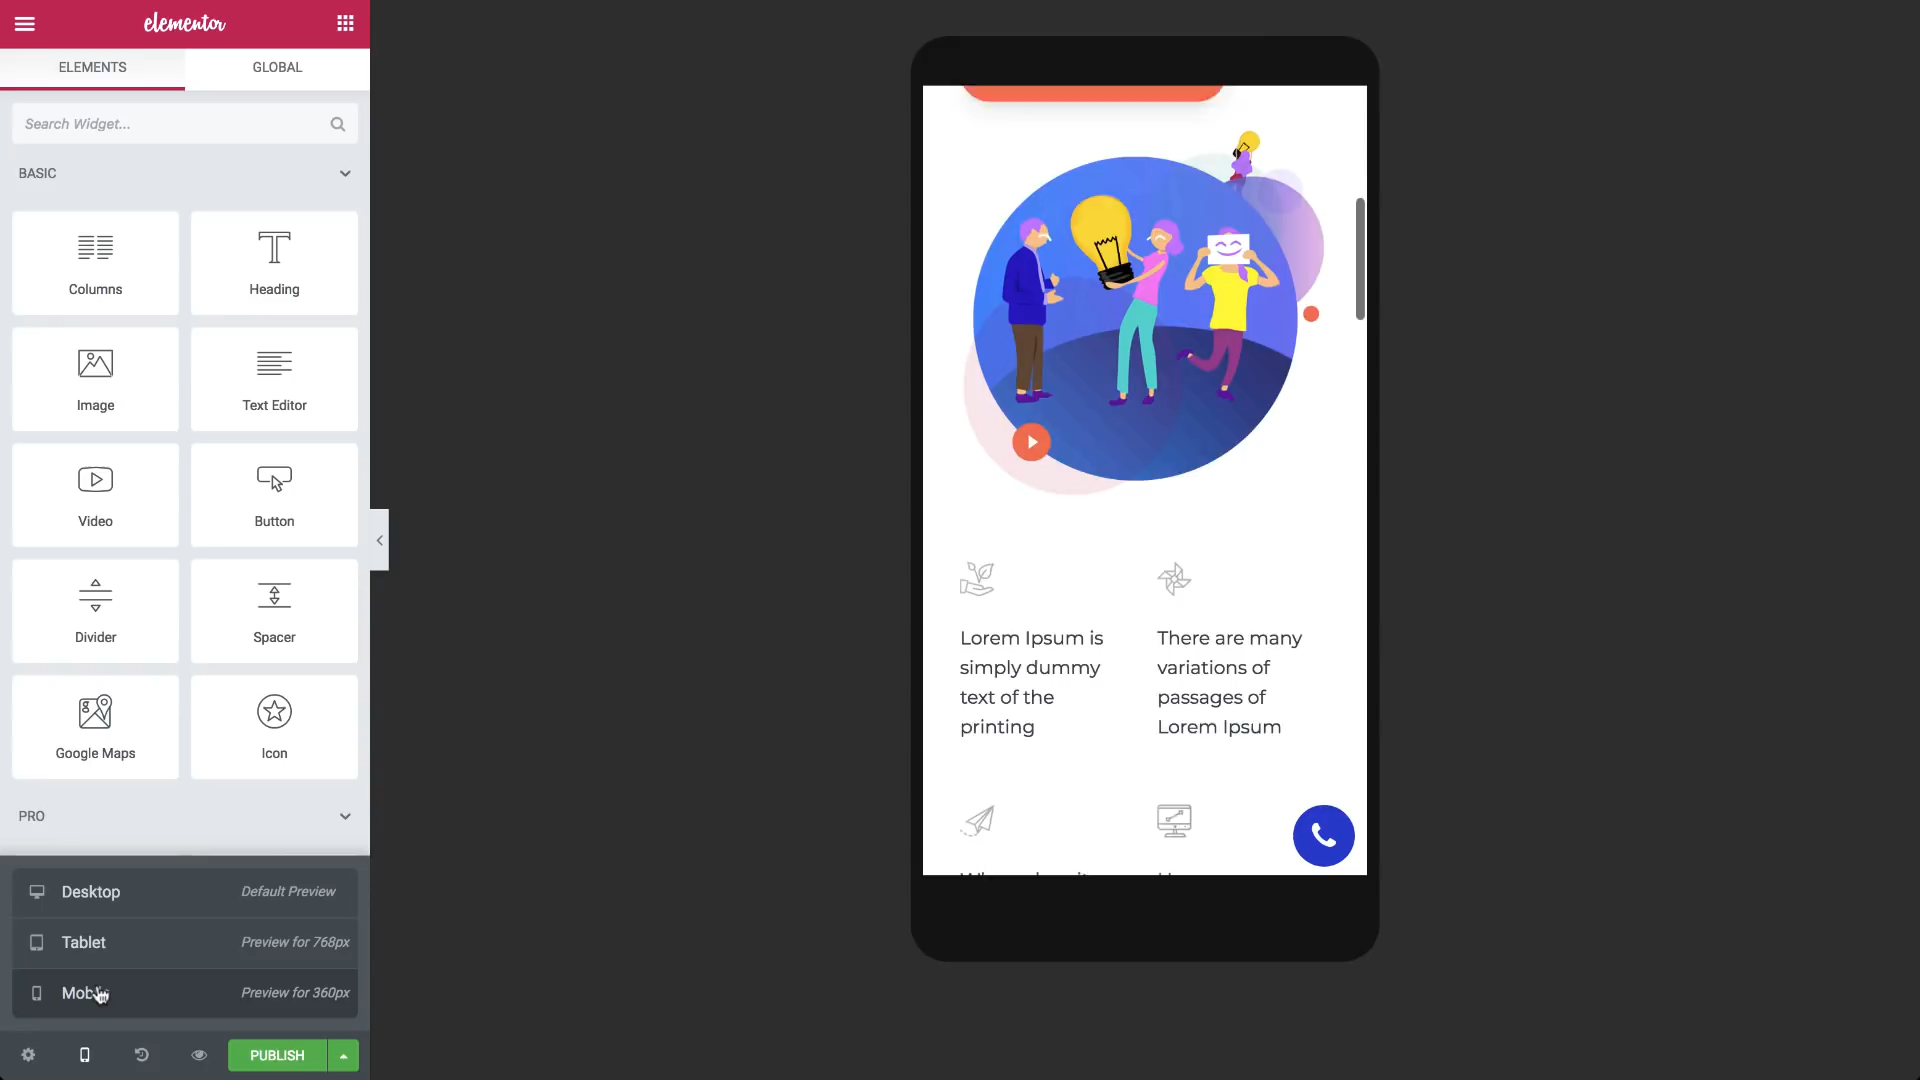 elementor
ELEMENTS
GLOBAL
Search Widget...
BASIC
Columns
Heading
Image
Text Editor
Video
Button
Divider
Spacer
Google Maps
Icon
PRO
Desktop
Default Preview
Tablet
Preview for 768px
Preview for 360px
PUBLISH
Lorem Ipsum is
simply dummy
text of the
printing
There are many
variations of
passages of
Lorem Ipsum